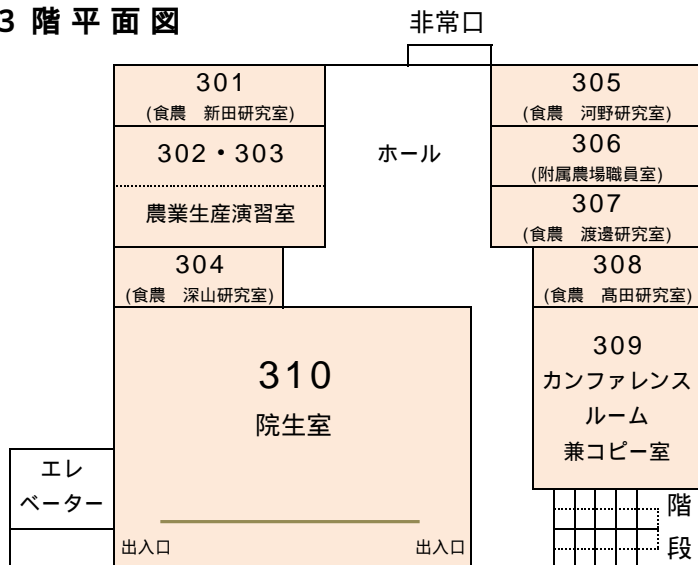 3 階 平 面 図
非常口
301
(食農　新田研究室)
302・303
農業生産演習室
ホール
305
(食農　河野研究室)
306
(附属農場職員室)
307
(食農　渡邊研究室)
304
(食農　深山研究室)
308
(食農　髙田研究室)
310
院生室
309
カンファレンス
ルーム
兼コピー室
エレ
ベーター
出入口
出入口
階
段